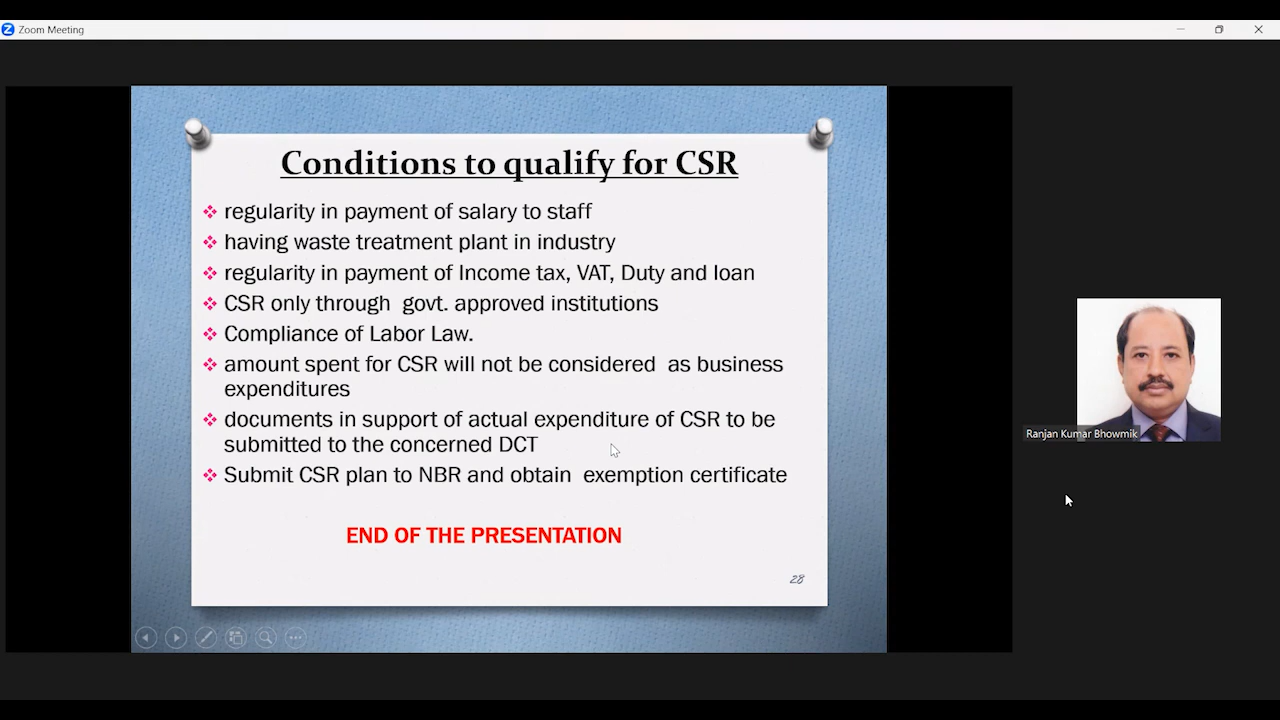 Zoom Meeting
Conditions to qualify for CSR
regularity in payment of salary to staff
having waste treatment plant in industry
regularity in payment of Income tax, VAT, Duty and loan
CSR only through govt. approved institutions
Compliance of Labor Law.
amount spent for CSR will not be considered as business
expenditures
documents in support of actual expenditure of CSR to be
submitted to the concerned DCT
Submit CSR plan to NBR and obtain exemption certificate
END OF THE PRESENTATION
28
Ranjan Kumar Bhowmik